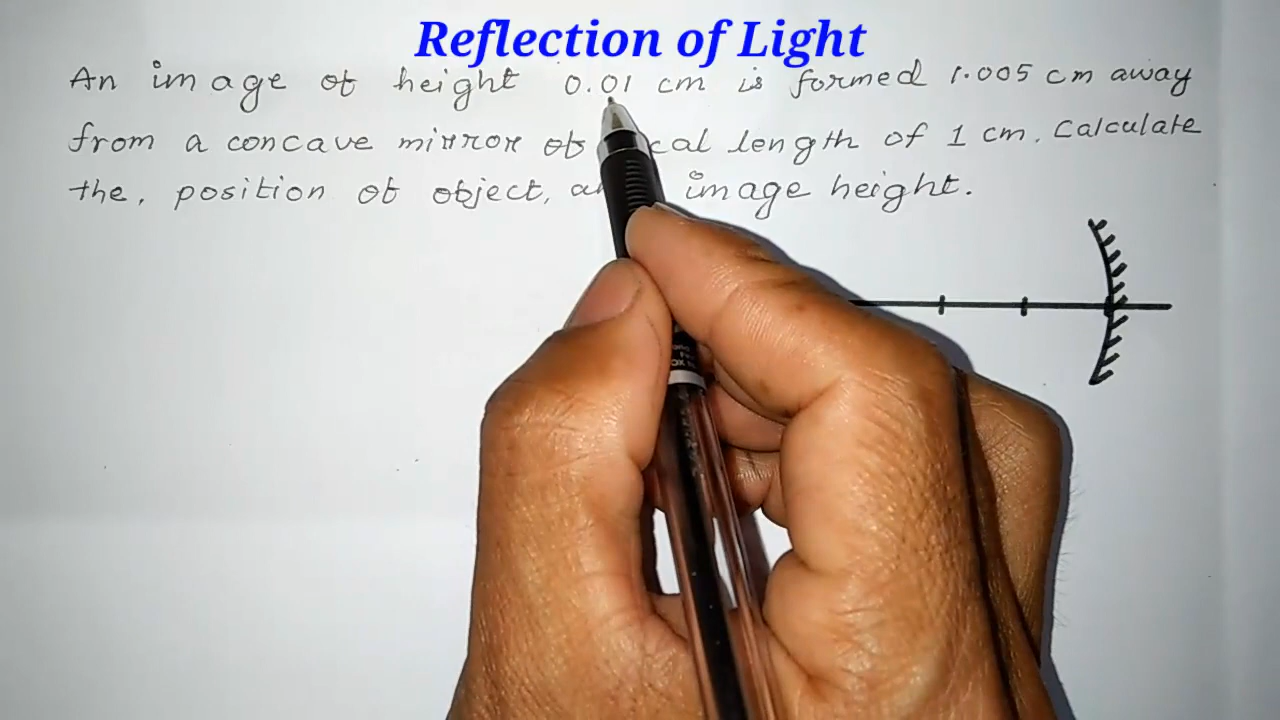 Reflection of Light
An image of height 0.01 cm is formed 1.005 cm away
from a concave mirror of cal length of 1 cm. Calculate
the, position of object, a image height.